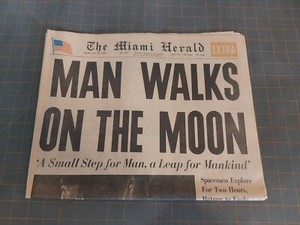 The Miami Herald
EXTRA
MAN WALKS
ON THE MOON
'A Small Step for Man, a Leap for Mankind'
Spacemen Explore
For Two Hours,